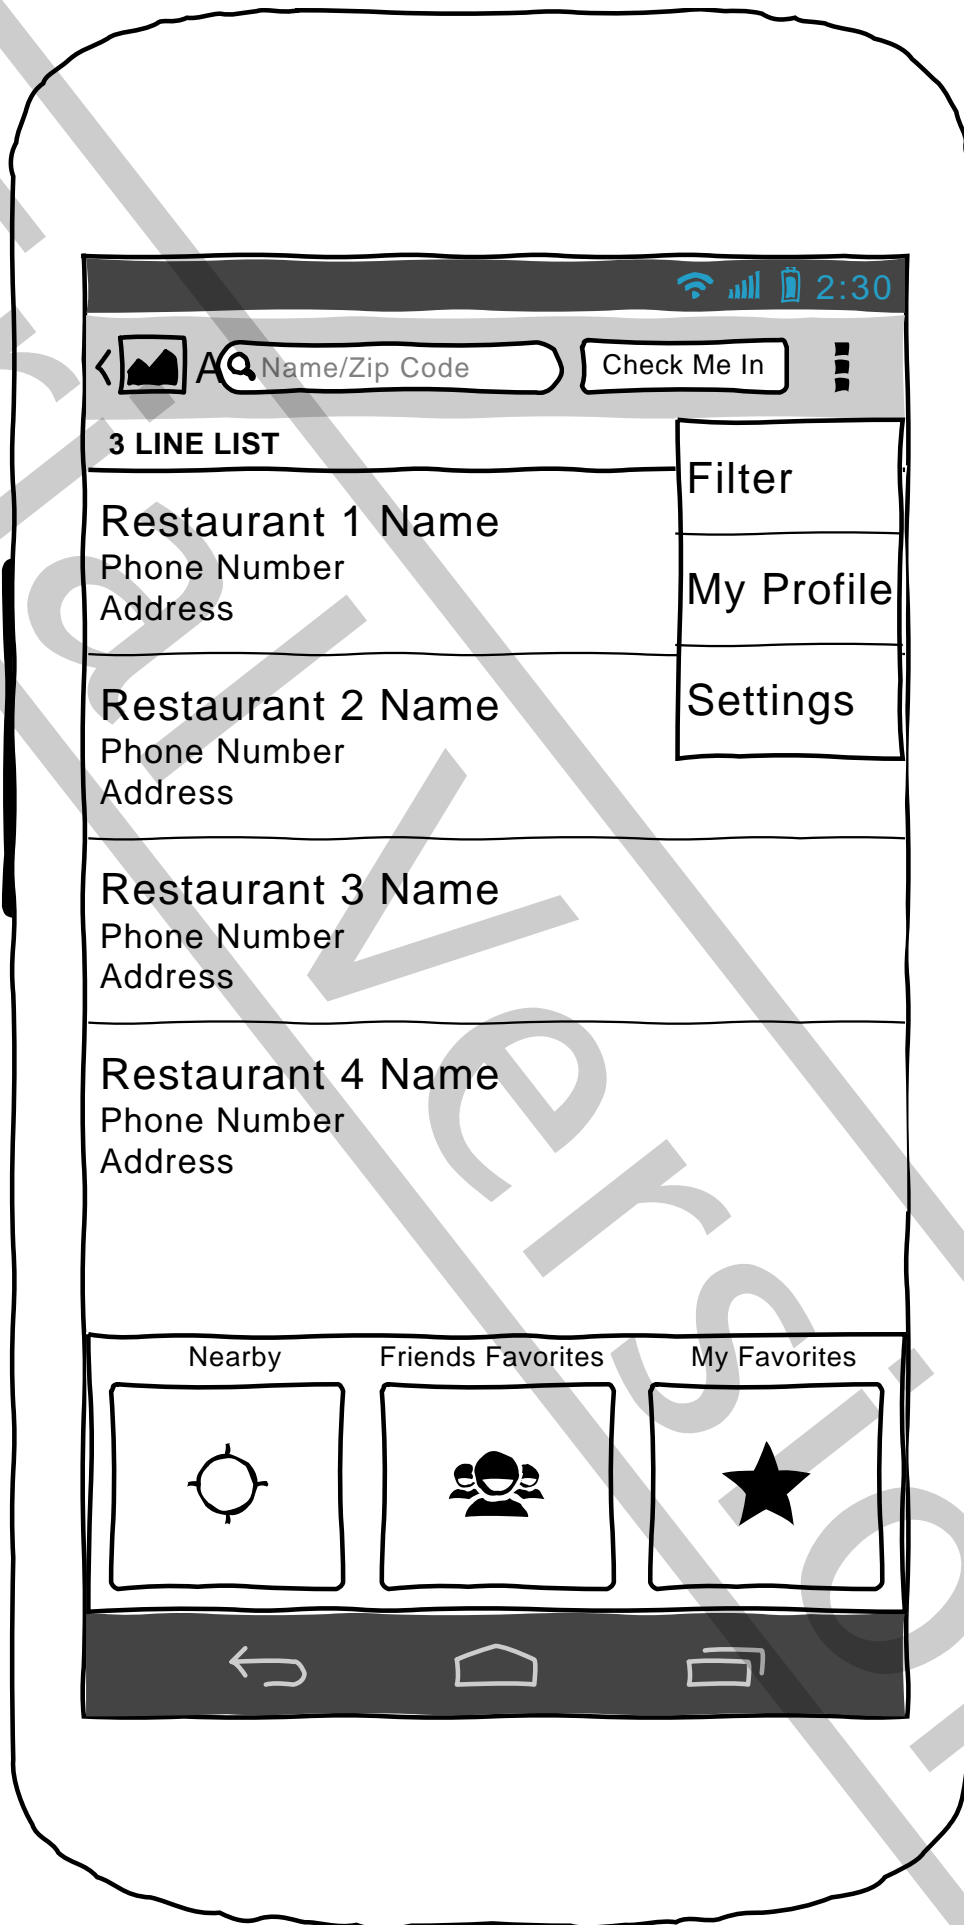 2:30
A
Name/Zip Code
Check Me In
3 LINE LIST
Filter
My Profile
Settings
Restaurant 1 Name
Phone Number
Address
Restaurant 2 Name
Phone Number
Address
Restaurant 3 Name
Phone Number
Address
Restaurant 4 Name
Phone Number
Address
Nearby
Friends Favorites
My Favorites
rial Version